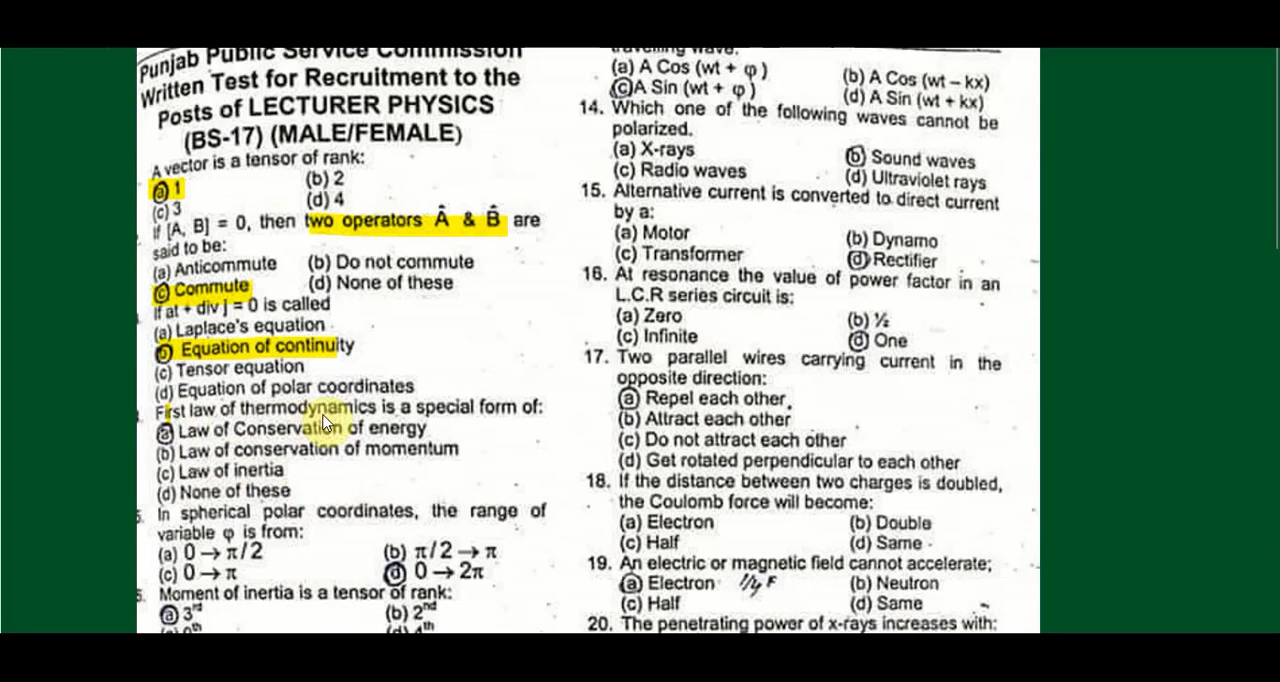 Punjab Public Service Commission
Written Test for Recruitment to the
Posts of LECTURER PHYSICS
(BS-17) (MALE/FEMALE)
A vector is a tensor of rank:
(a) 1 (b) 2
(c) 3 (d) 4
If [A, B] = 0, then two operators Â & B̂ are
said to be:
(a) Anticommute (b) Do not commute
(c) Commute (d) None of these
If at + div j = 0 is called
(a) Laplace's equation
(b) Equation of continuity
(c) Tensor equation
(d) Equation of polar coordinates
First law of thermodynamics is a special form of:
(a) Law of Conservation of energy
(b) Law of conservation of momentum
(c) Law of inertia
(d) None of these
5. In spherical polar coordinates, the range of
variable φ is from:
(a) 0 → π/2 (b) π/2 → π
(c) 0 → π (d) 0 → 2π
Moment of inertia is a tensor of rank:
(a) 3rd (b) 2nd
(d) 4th
travelling wave.
(a) A Cos (wt + φ) (b) A Cos (wt – kx)
(c) A Sin (wt + φ) (d) A Sin (wt + kx)
14. Which one of the following waves cannot be
polarized.
(a) X-rays (b) Sound waves
(c) Radio waves (d) Ultraviolet rays
15. Alternative current is converted to direct current
by a:
(a) Motor (b) Dynamo
(c) Transformer (d) Rectifier
16. At resonance the value of power factor in an
L.C.R series circuit is:
(a) Zero (b) ½
(c) Infinite (d) One
17. Two parallel wires carrying current in the
opposite direction:
(a) Repel each other.
(b) Attract each other
(c) Do not attract each other
(d) Get rotated perpendicular to each other
18. If the distance between two charges is doubled,
the Coulomb force will become:
(a) Electron (b) Double
(c) Half (d) Same
19. An electric or magnetic field cannot accelerate;
(a) Electron 1/4 F (b) Neutron
(c) Half (d) Same
20. The penetrating power of x-rays increases with: